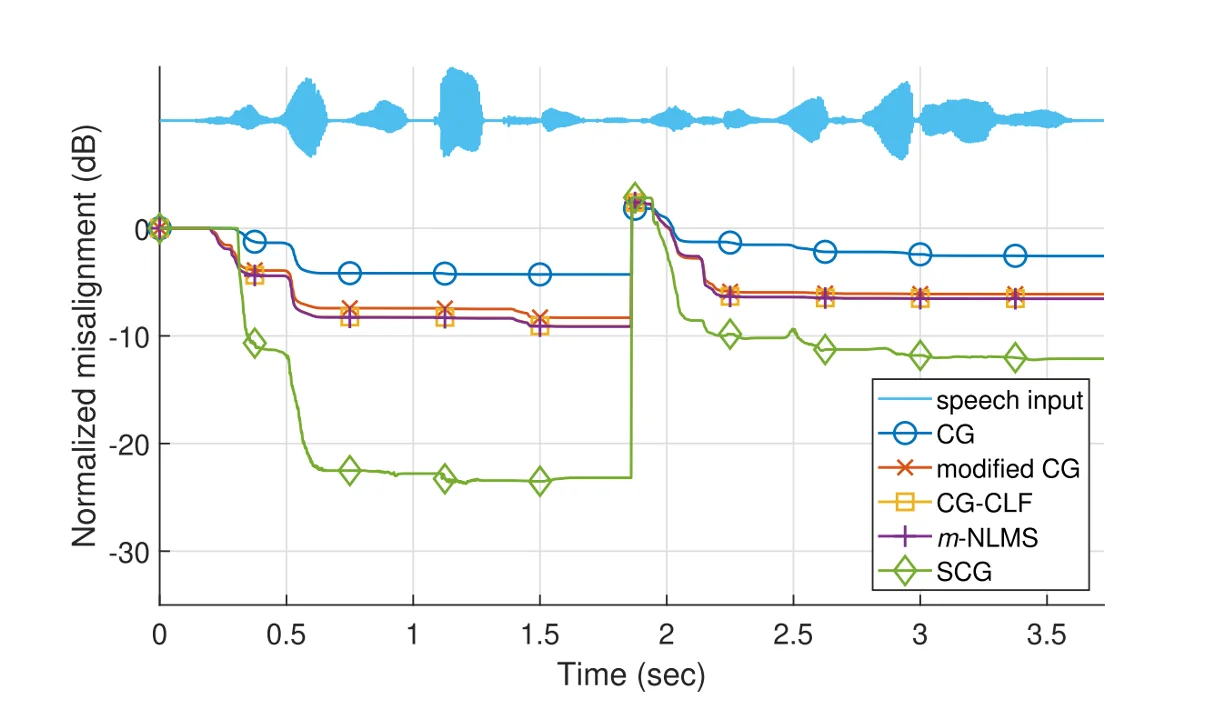 Normalized misalignment (dB)
0
-10
-20
-30
speech input
CG
modified CG
CG-CLF
m-NLMS
SCG
0 0.5 1 1.5 2 2.5 3 3.5
Time (sec)